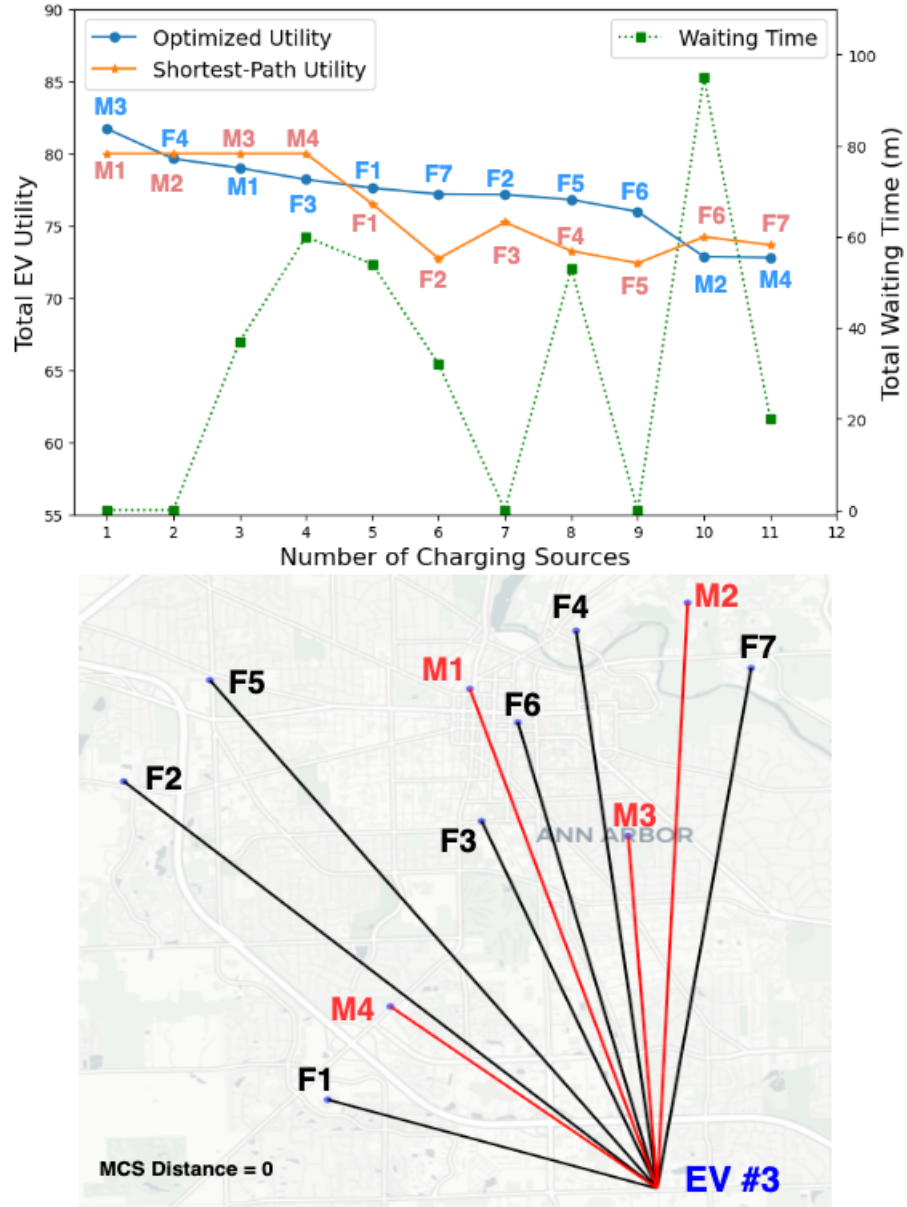 90
85
80
75
70
65
60
55
Total EV Utility
Optimized Utility
Shortest-Path Utility
Waiting Time
100
80
60
40
20
0
Total Waiting Time (m)
M3
F4
M1
F3
F1
F7
F2
F5
F6
M2
M4
M1
M2
M3
M4
F1
F2
F3
F4
F5
F6
F7
1 2 3 4 5 6 7 8 9 10 11 12
Number of Charging Sources
F4
M2
F7
M1
F5
F6
F2
M3
F3
ANN ARBOR
M4
F1
MCS Distance = 0
EV #3